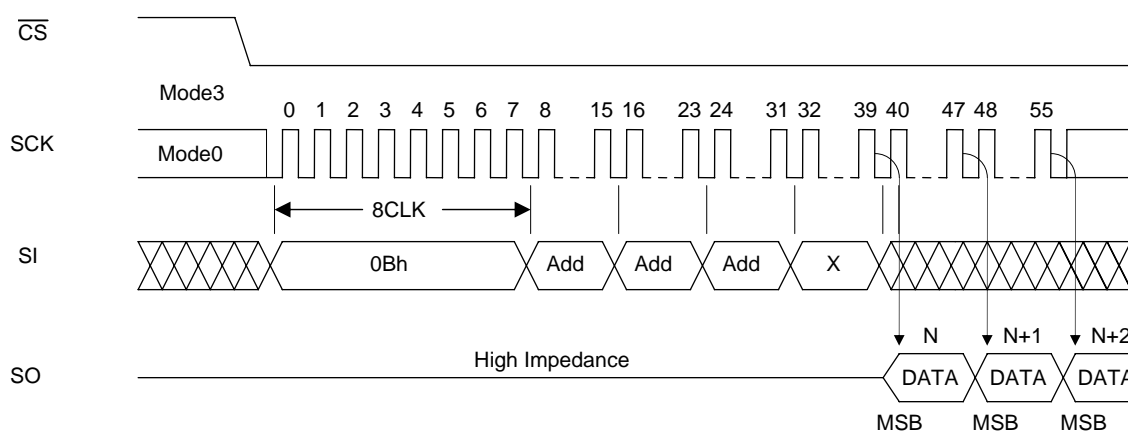 CS
Mode3
0 1 2 3 4 5 6 7 8 15 16 23 24 31 32 39 40 47 48 55
SCK
Mode0
8CLK
SI
0Bh Add Add Add X
N N+1 N+2
High Impedance
SO
DATA DATA DATA
MSB MSB MSB